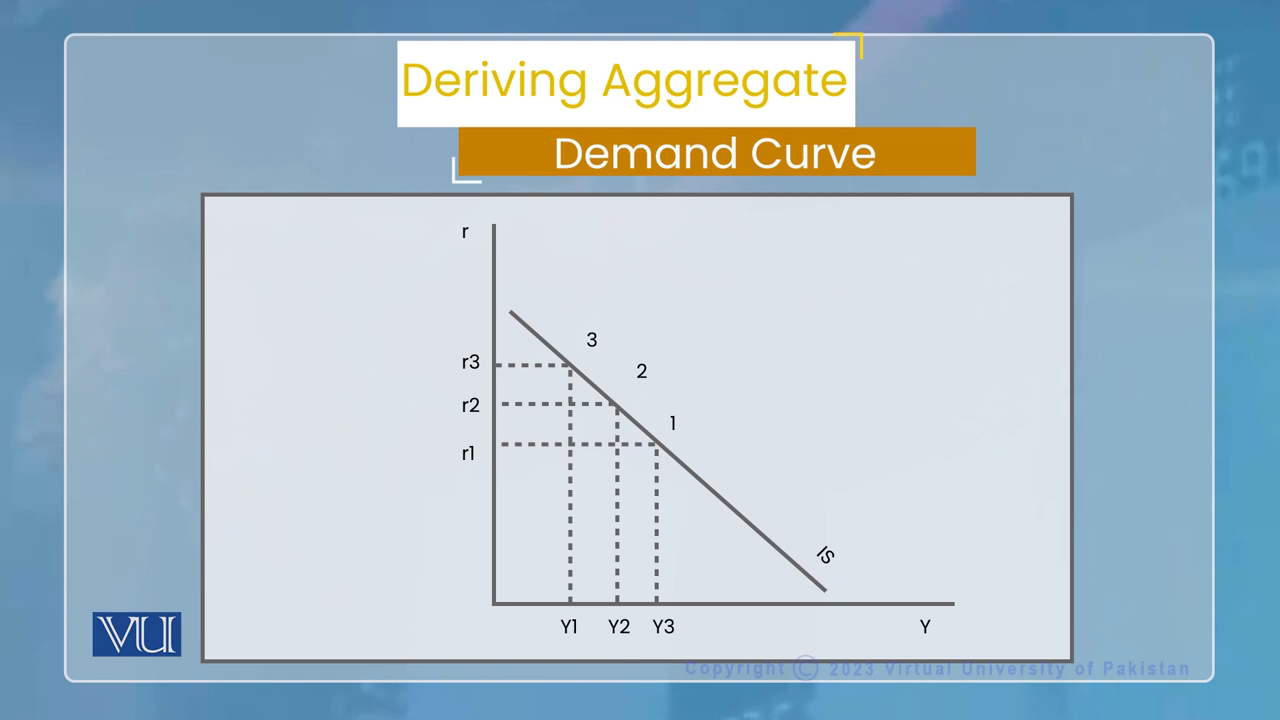 Deriving Aggregate
Demand Curve
r
3
r3
2
r2
1
r1
IS
Y1 Y2 Y3 Y
VU
Copyright © 2023 Virtual University of Pakistan